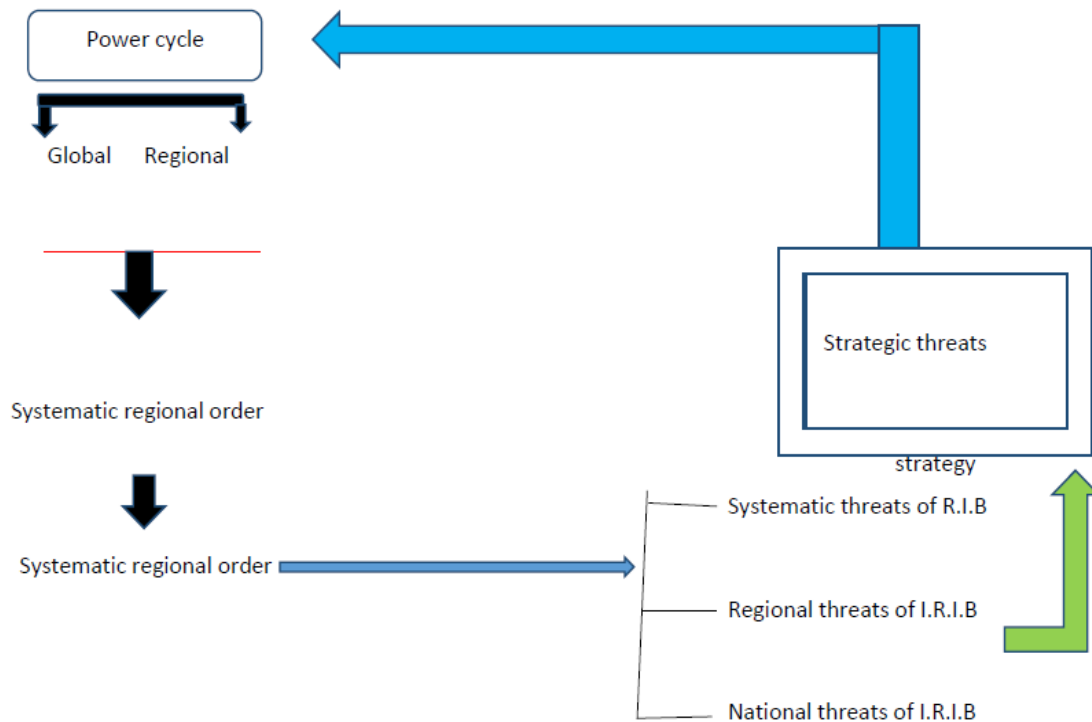 Power cycle
Global Regional
Strategic threats
Systematic regional order
strategy
Systematic threats of R.I.B
Systematic regional order
Regional threats of I.R.I.B
National threats of I.R.I.B